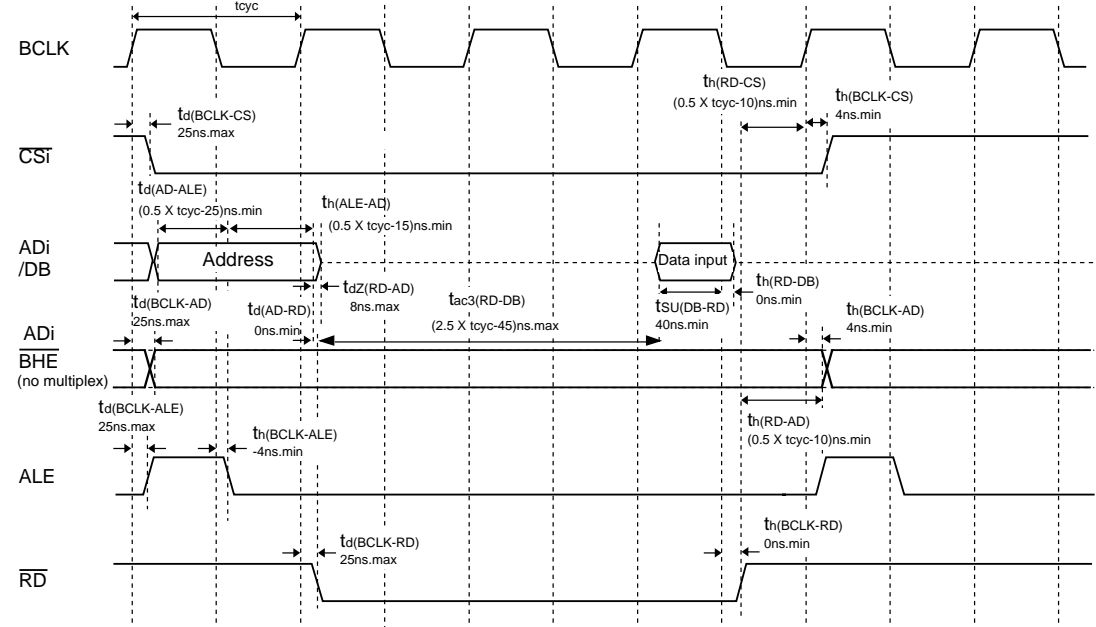 tcyc
BCLK
th(RD-CS)
(0.5 X tcyc-10)ns.min
th(BCLK-CS)
4ns.min
td(BCLK-CS)
25ns.max
CSi
td(AD-ALE)
(0.5 X tcyc-25)ns.min
th(ALE-AD)
(0.5 X tcyc-15)ns.min
ADi
/DB
Address
Data input
td(BCLK-AD)
25ns.max
td(AD-RD)
0ns.min
tdZ(RD-AD)
8ns.max
tac3(RD-DB)
(2.5 X tcyc-45)ns.max
tSU(DB-RD)
40ns.min
th(RD-DB)
0ns.min
th(BCLK-AD)
4ns.min
ADi
BHE
(no multiplex)
td(BCLK-ALE)
25ns.max
th(BCLK-ALE)
-4ns.min
th(RD-AD)
(0.5 X tcyc-10)ns.min
ALE
td(BCLK-RD)
25ns.max
th(BCLK-RD)
0ns.min
RD